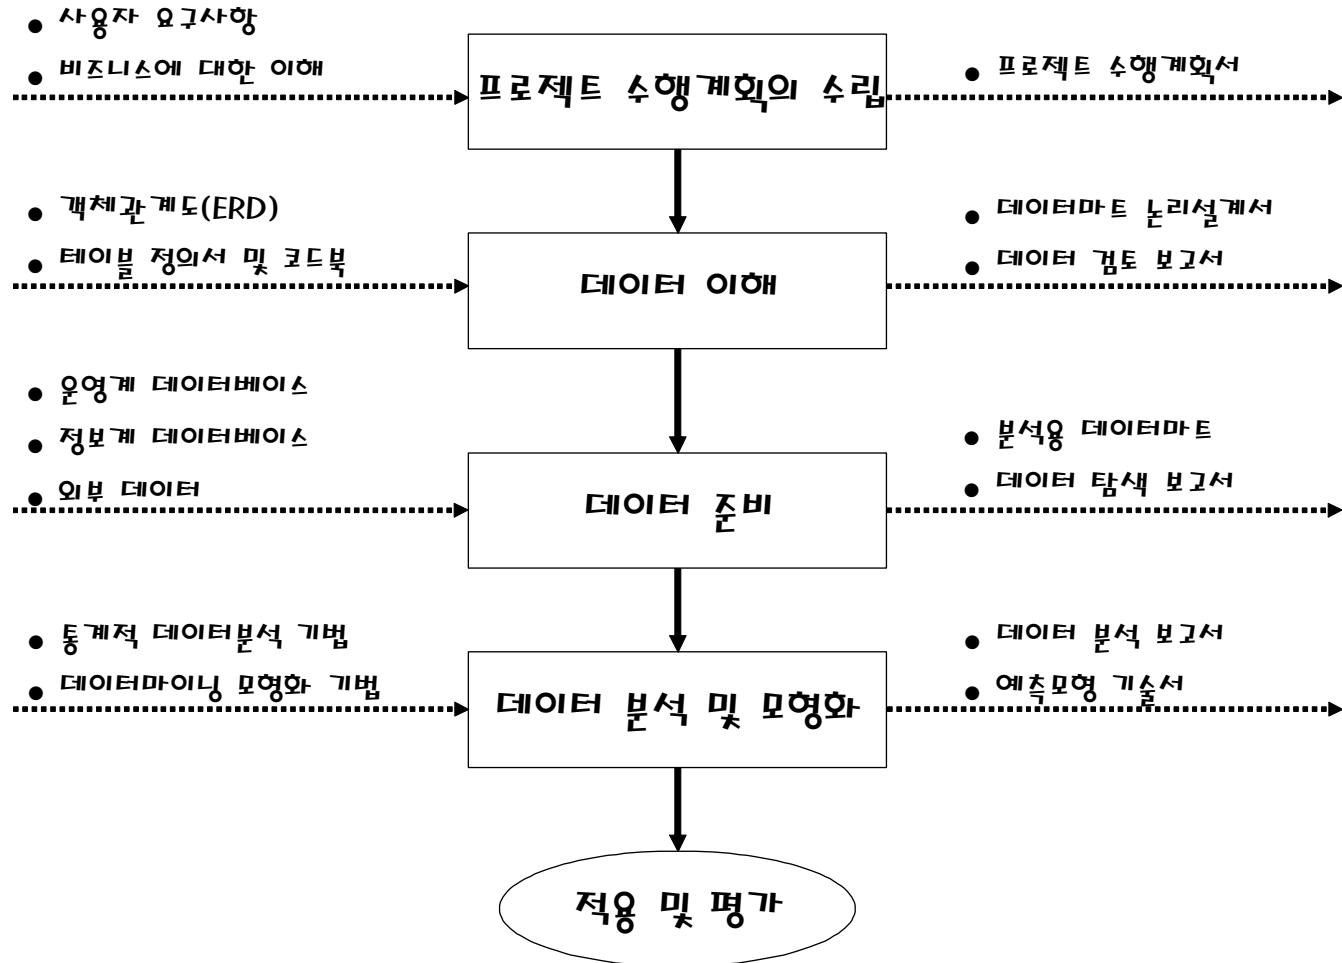 사용자 요구사항
비즈니스에 대한 이해
프로젝트 수행계획의 수립
프로젝트 수행계획서
객체관계도(ERD)
테이블 정의서 및 코드북
데이터 이해
데이터마트 논리설계서
데이터 검토 보고서
운영계 데이터베이스
정보계 데이터베이스
외부 데이터
데이터 준비
분석용 데이터마트
데이터 탐색 보고서
통계적 데이터분석 기법
데이터마이닝 모형화 기법
데이터 분석 및 모형화
데이터 분석 보고서
예측모형 기술서
적용 및 평가